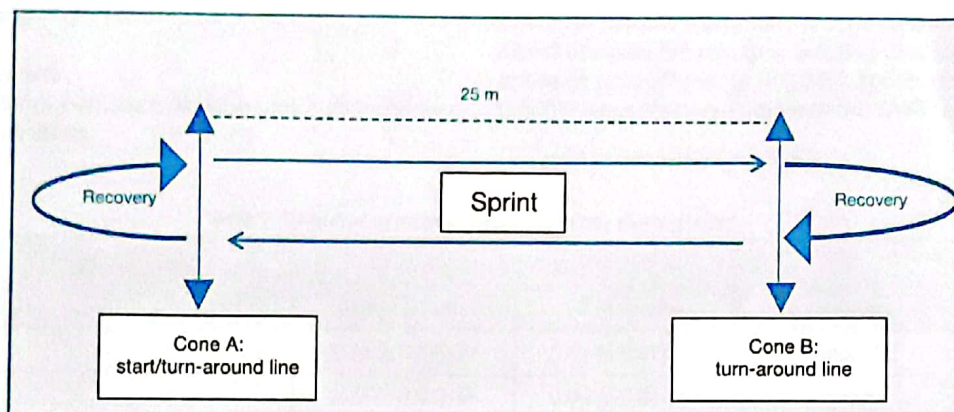 25 m
Recovery
Sprint
Recovery
Cone A:
start/turn-around line
Cone B:
turn-around line